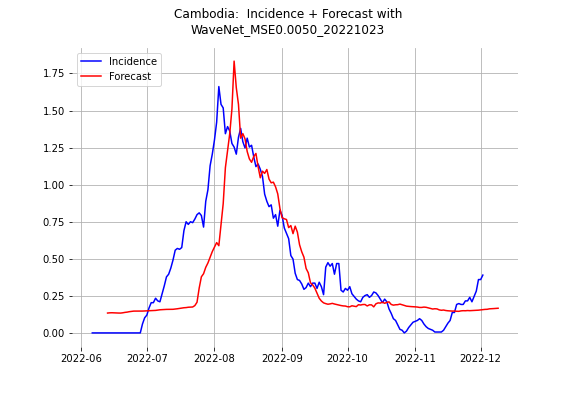 Cambodia:  Incidence + Forecast with
WaveNet_MSE0.0050_20221023
Incidence
Forecast
1.75
1.50
1.25
1.00
0.75
0.50
0.25
0.00
2022-06 2022-07 2022-08 2022-09 2022-10 2022-11 2022-12